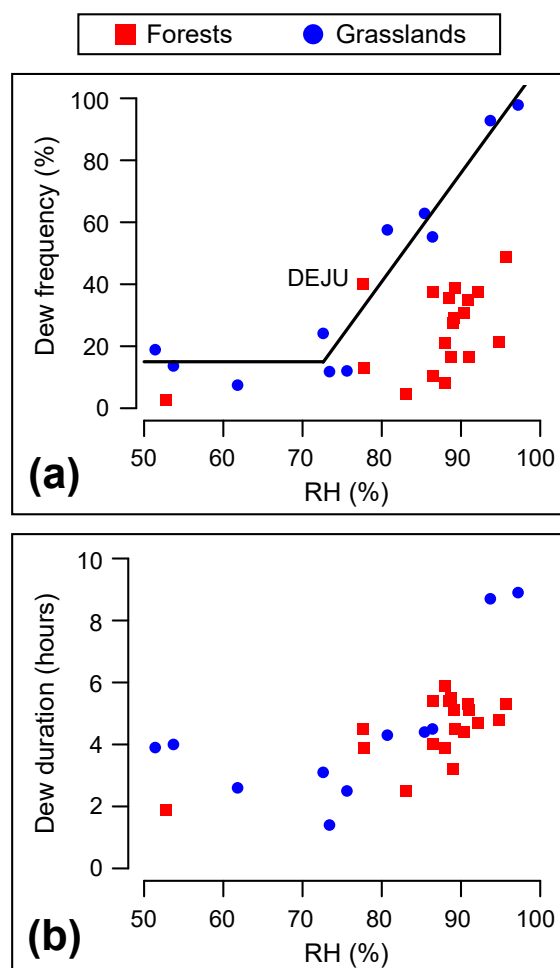 Forests Grasslands
100
80
60
40
20
0
Dew frequency (%)
DEJU
50 60 70 80 90 100
RH (%)
(a)
10
8
6
4
2
0
Dew duration (hours)
50 60 70 80 90 100
RH (%)
(b)